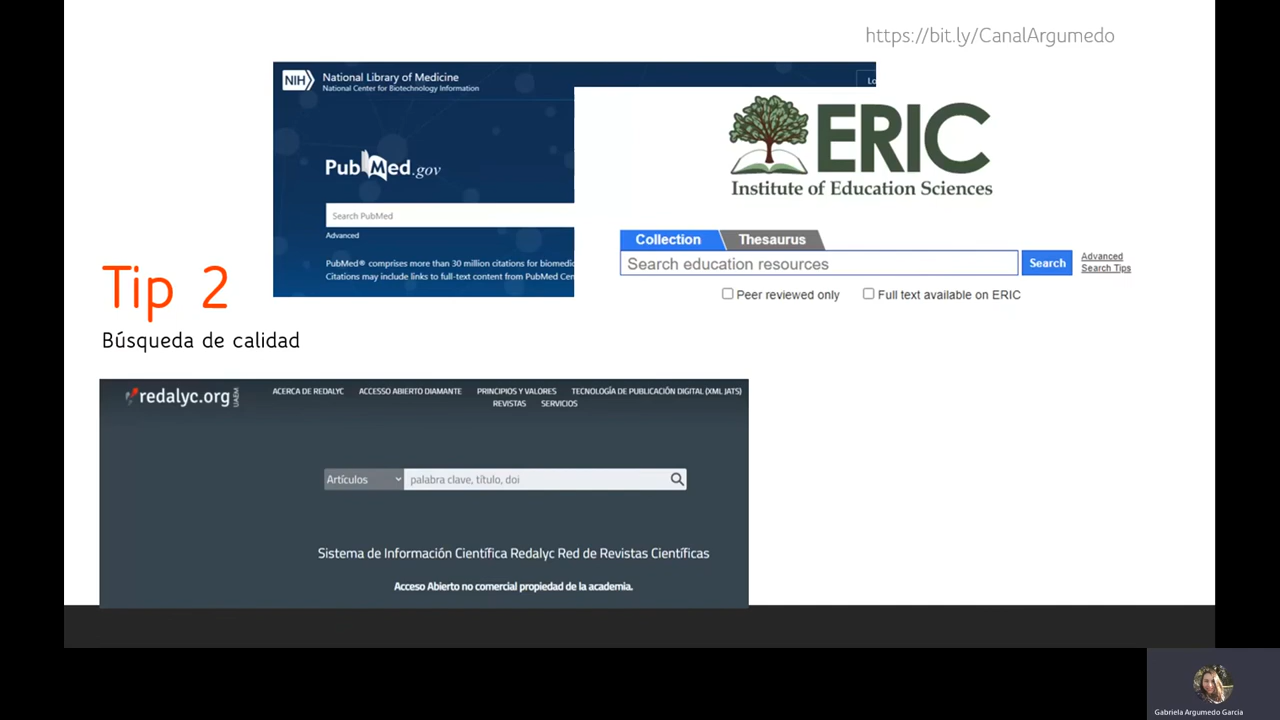 https://bit.ly/CanalArgumedo
NIH National Library of Medicine
National Center for Biotechnology Information
Lo
PubMed.gov
Search PubMed
Advanced
PubMed® comprises more than 30 million citations for biomedic
Citations may include links to full-text content from PubMed Cen
ERIC
Institute of Education Sciences
Collection Thesaurus
Search education resources
Search
Advanced
Search Tips
Peer reviewed only Full text available on ERIC
Tip 2
Búsqueda de calidad
redalyc.org UAEM
ACERCA DE REDALYC ACCESO ABIERTO DIAMANTE PRINCIPIOS Y VALORES TECNOLOGÍA DE PUBLICACIÓN DIGITAL (XML JATS)
REVISTAS SERVICIOS
Artículos palabra clave, título, doi
Sistema de Información Científica Redalyc Red de Revistas Científicas
Acceso Abierto no comercial propiedad de la academia.
Gabriela Argumedo Garcia